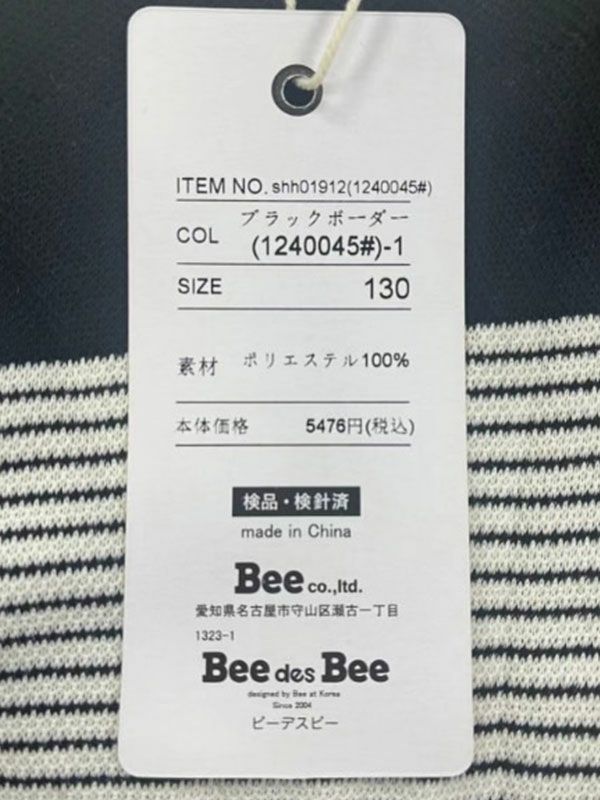 ITEM NO. shh01912(1240045#)
COL ブラックボーダー
(1240045#)-1
SIZE 130
素材 ポリエステル100%
本体価格 5476円(税込)
検品・検針済
made in China
Bee co.,ltd.
愛知県名古屋市守山区瀬古一丁目
1323-1
Bee des Bee
designed by Bee at Korea
Since 2004
ビーデスビー